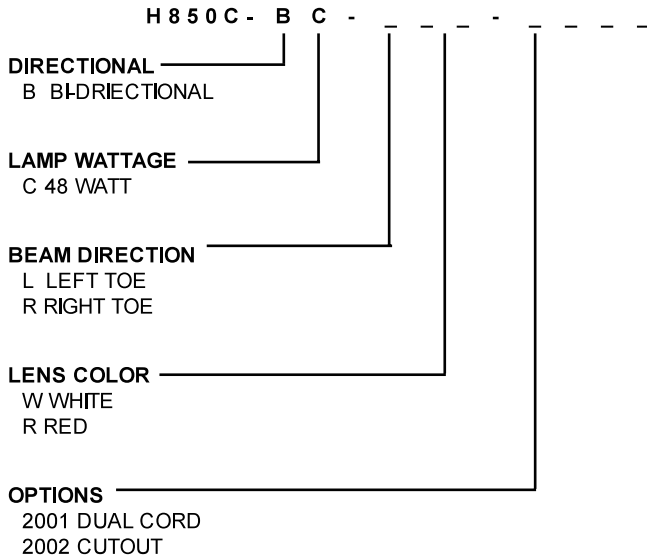 H850C- BC - _ _ _ - _ _ _ _
DIRECTIONAL
B BI-DRIECTIONAL
LAMP WATTAGE
C 48 WATT
BEAM DIRECTION
L LEFT TOE
R RIGHT TOE
LENS COLOR
W WHITE
R RED
OPTIONS
2001 DUAL CORD
2002 CUTOUT